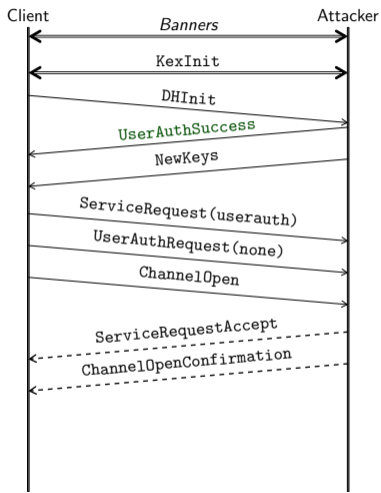 Client
Attacker
Banners
KexInit
DHInit
UserAuthSuccess
NewKeys
ServiceRequest(userauth)
UserAuthRequest(none)
ChannelOpen
ServiceRequestAccept
ChannelOpenConfirmation